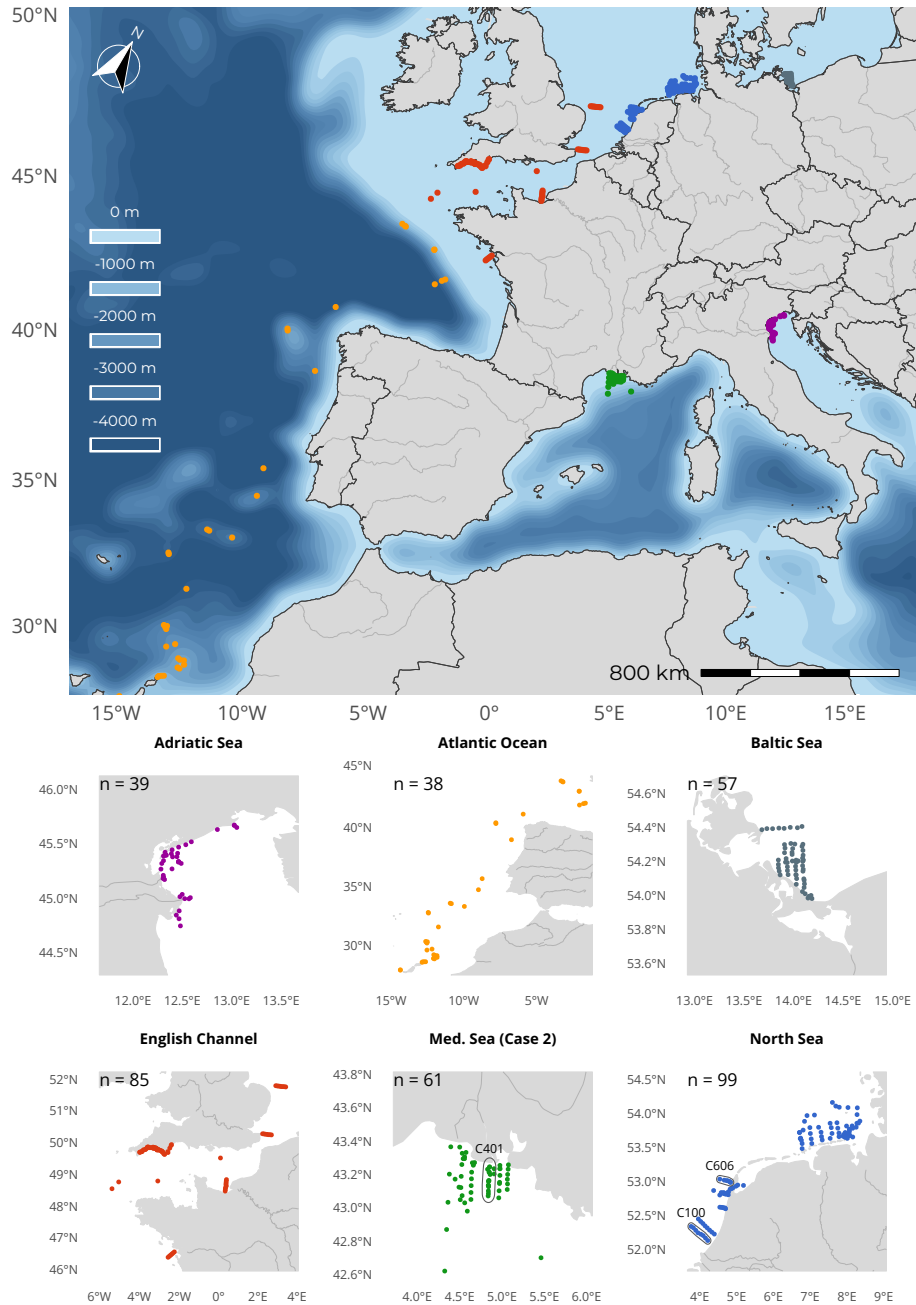 50°N
N
45°N
0 m
-1000 m
-2000 m
40°N
-3000 m
-4000 m
35°N
30°N
800 km
15°W 10°W 5°W 0° 5°E 10°E 15°E
Adriatic Sea
n = 39
46.0°N
45.5°N
45.0°N
44.5°N
12.0°E 12.5°E 13.0°E 13.5°E
Atlantic Ocean
45°N
n = 38
40°N
35°N
30°N
15°W 10°W 5°W
Baltic Sea
n = 57
54.6°N
54.4°N
54.2°N
54.0°N
53.8°N
53.6°N
13.0°E 13.5°E 14.0°E 14.5°E 15.0°E
English Channel
52°N
n = 85
51°N
50°N
49°N
48°N
47°N
46°N
6°W 4°W 2°W 0° 2°E 4°E
Med. Sea (Case 2)
43.8°N
n = 61
43.6°N
43.4°N
C401
43.2°N
43.0°N
42.8°N
42.6°N
4.0°E 4.5°E 5.0°E 5.5°E 6.0°E
North Sea
54.5°N
n = 99
54.0°N
53.5°N
C606
53.0°N
C100
52.5°N
52.0°N
4°E 5°E 6°E 7°E 8°E 9°E